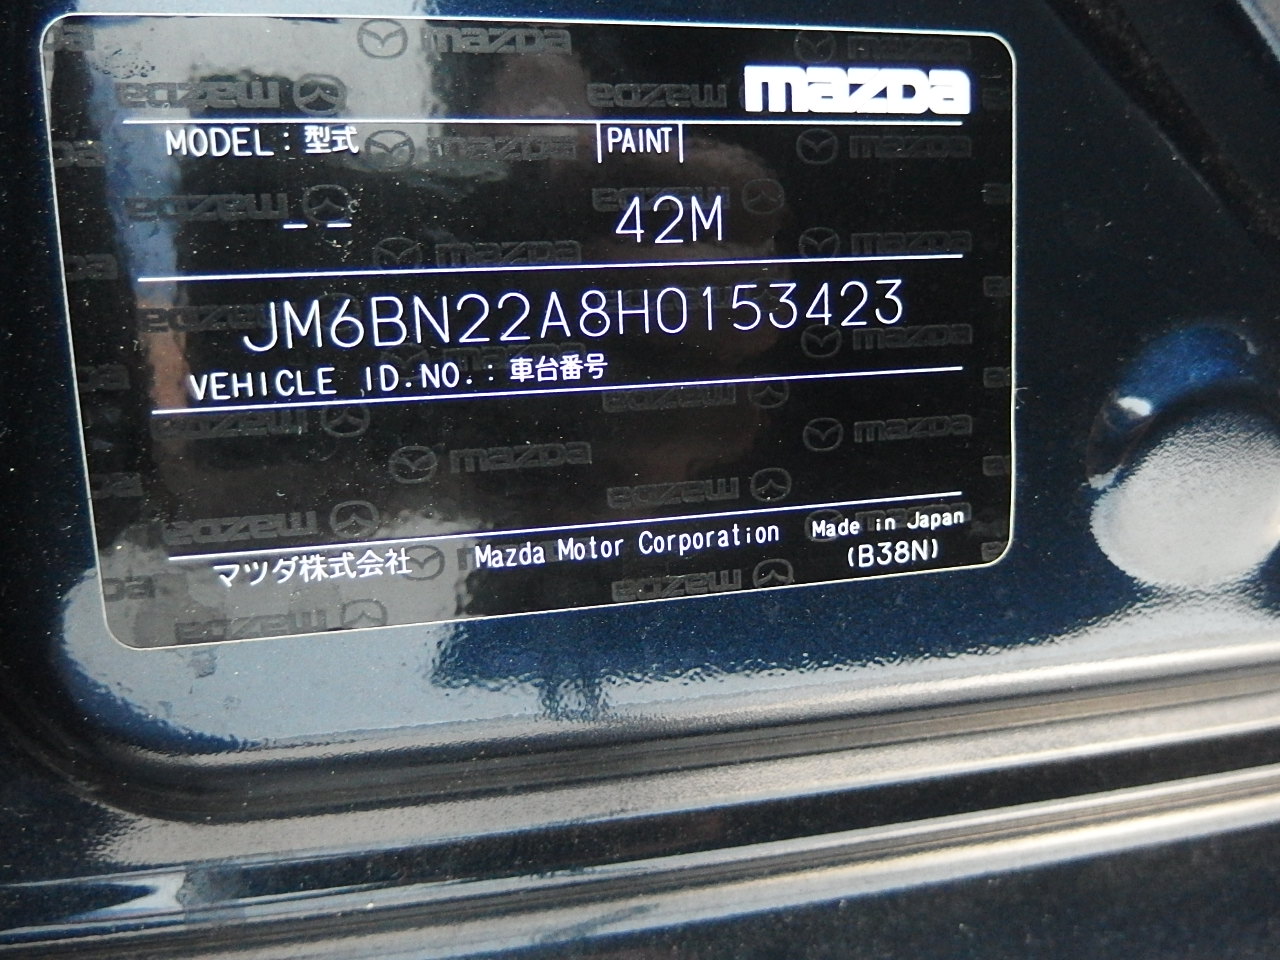 mazda
MODEL: 型式 PAINT
_ _ 42M
JM6BN22A8H0153423
VEHICLE ID.NO.: 車台番号
マツダ株式会社 Mazda Motor Corporation Made in Japan
(B38N)